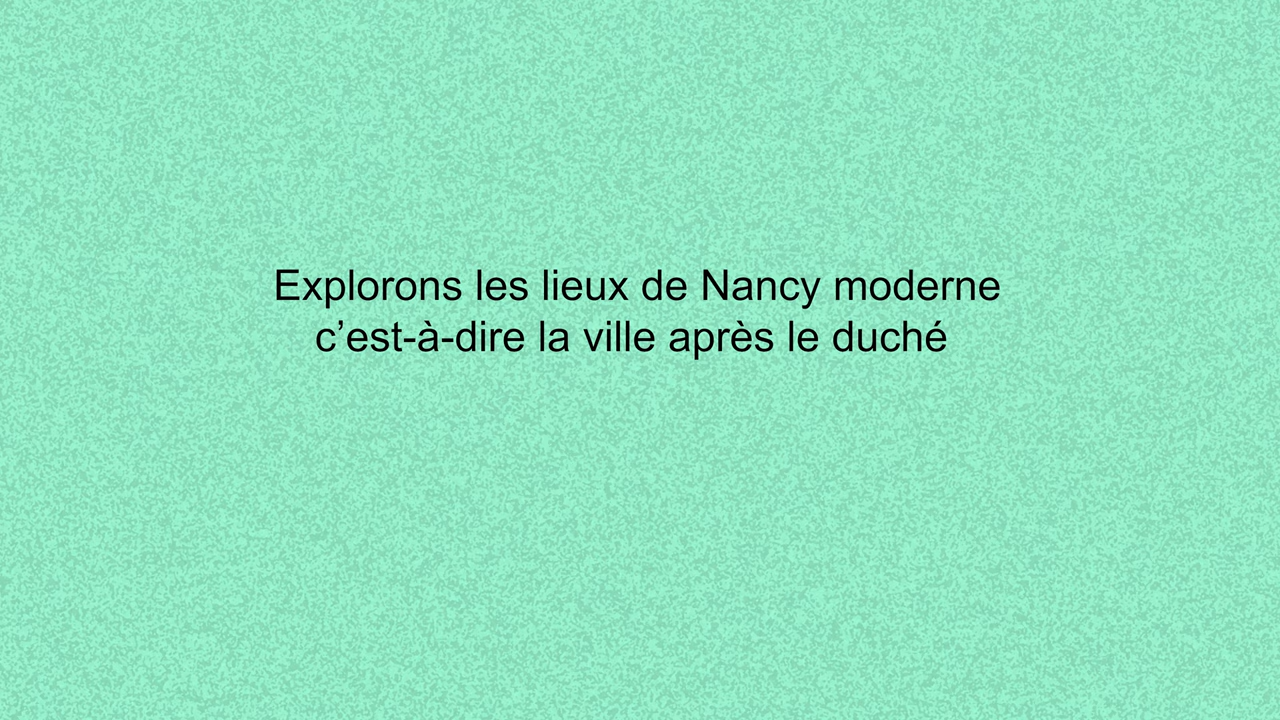 Explorons les lieux de Nancy moderne
c’est-à-dire la ville après le duché